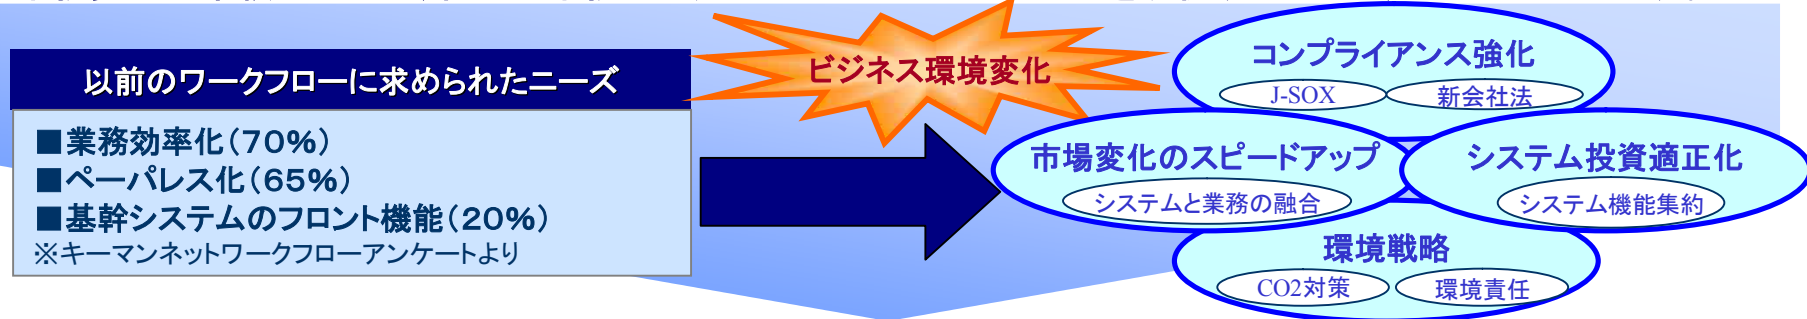 以前のワークフローに求められたニーズ
■業務効率化(70%)
■ペーパレス化(65%)
■基幹システムのフロント機能(20%)
※キーマンネットワークフローアンケートより
ビジネス環境変化
コンプライアンス強化
J-SOX
新会社法
市場変化のスピードアップ
システムと業務の融合
システム投資適正化
システム機能集約
環境戦略
CO2対策
環境責任